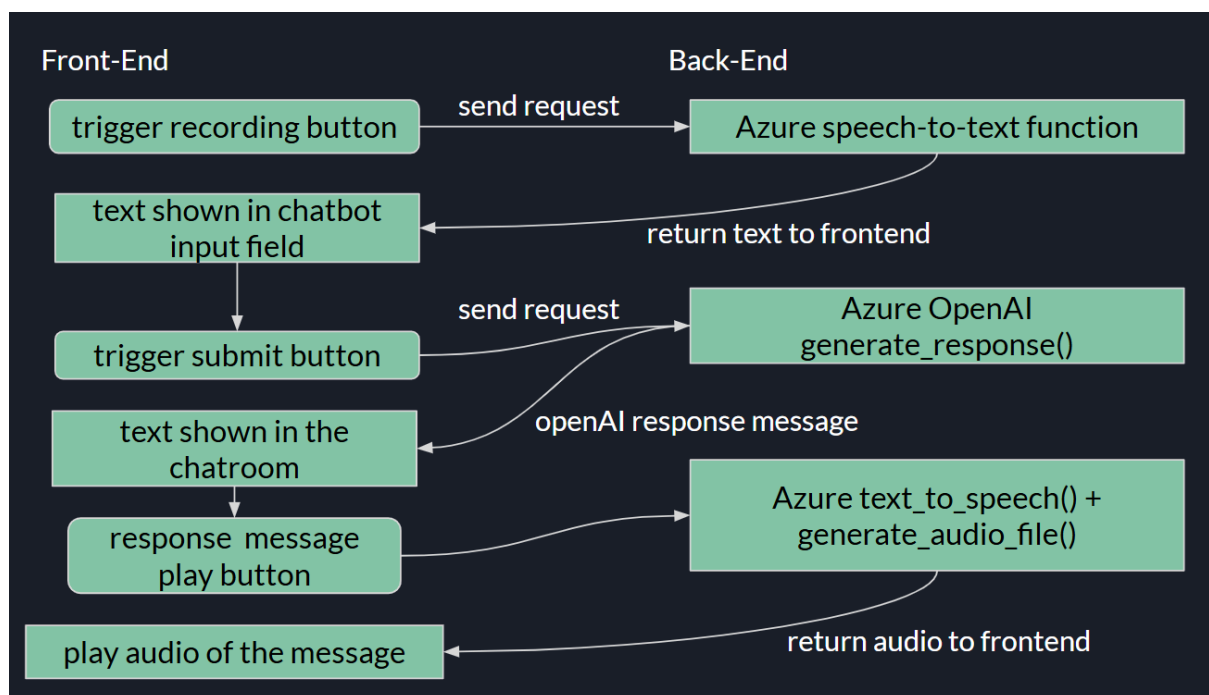 Front-End
Back-End
trigger recording button
send request
Azure speech-to-text function
text shown in chatbot
input field
return text to frontend
send request
Azure OpenAI
generate_response()
trigger submit button
text shown in the
chatroom
openAI response message
Azure text_to_speech() +
generate_audio_file()
response message
play button
play audio of the message
return audio to frontend